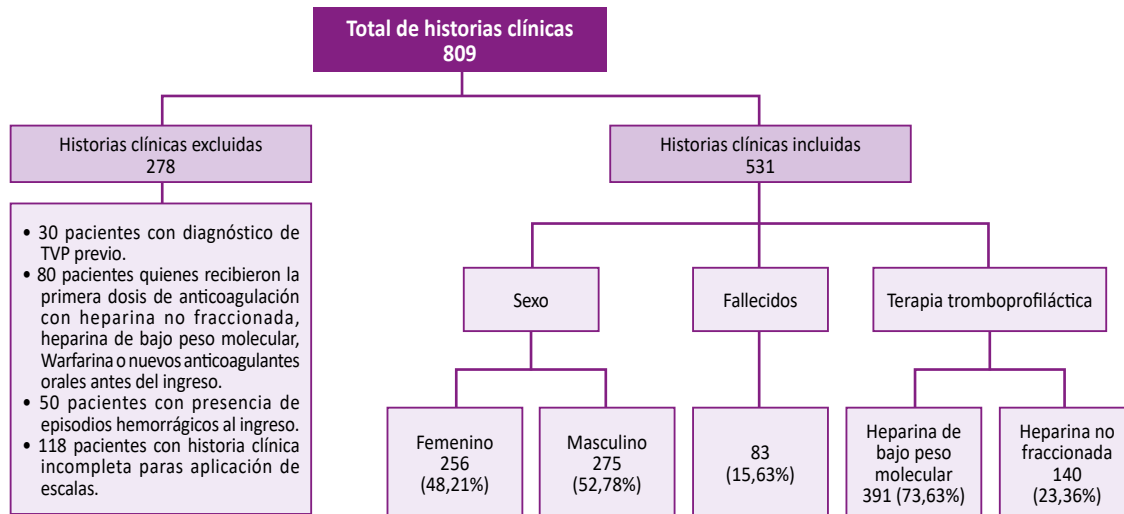 Total de historias clínicas
809
Historias clínicas excluidas
278
Historias clínicas incluidas
531
• 30 pacientes con diagnóstico de
TVP previo.
• 80 pacientes quienes recibieron la
primera dosis de anticoagulación
con heparina no fraccionada,
heparina de bajo peso molecular,
Warfarina o nuevos anticoagulantes
orales antes del ingreso.
• 50 pacientes con presencia de
episodios hemorrágicos al ingreso.
• 118 pacientes con historia clínica
incompleta paras aplicación de
escalas.
Sexo
Fallecidos
Terapia tromboprofiláctica
Femenino
256
(48,21%)
Masculino
275
(52,78%)
83
(15,63%)
Heparina de
bajo peso
molecular
391 (73,63%)
Heparina no
fraccionada
140
(23,36%)